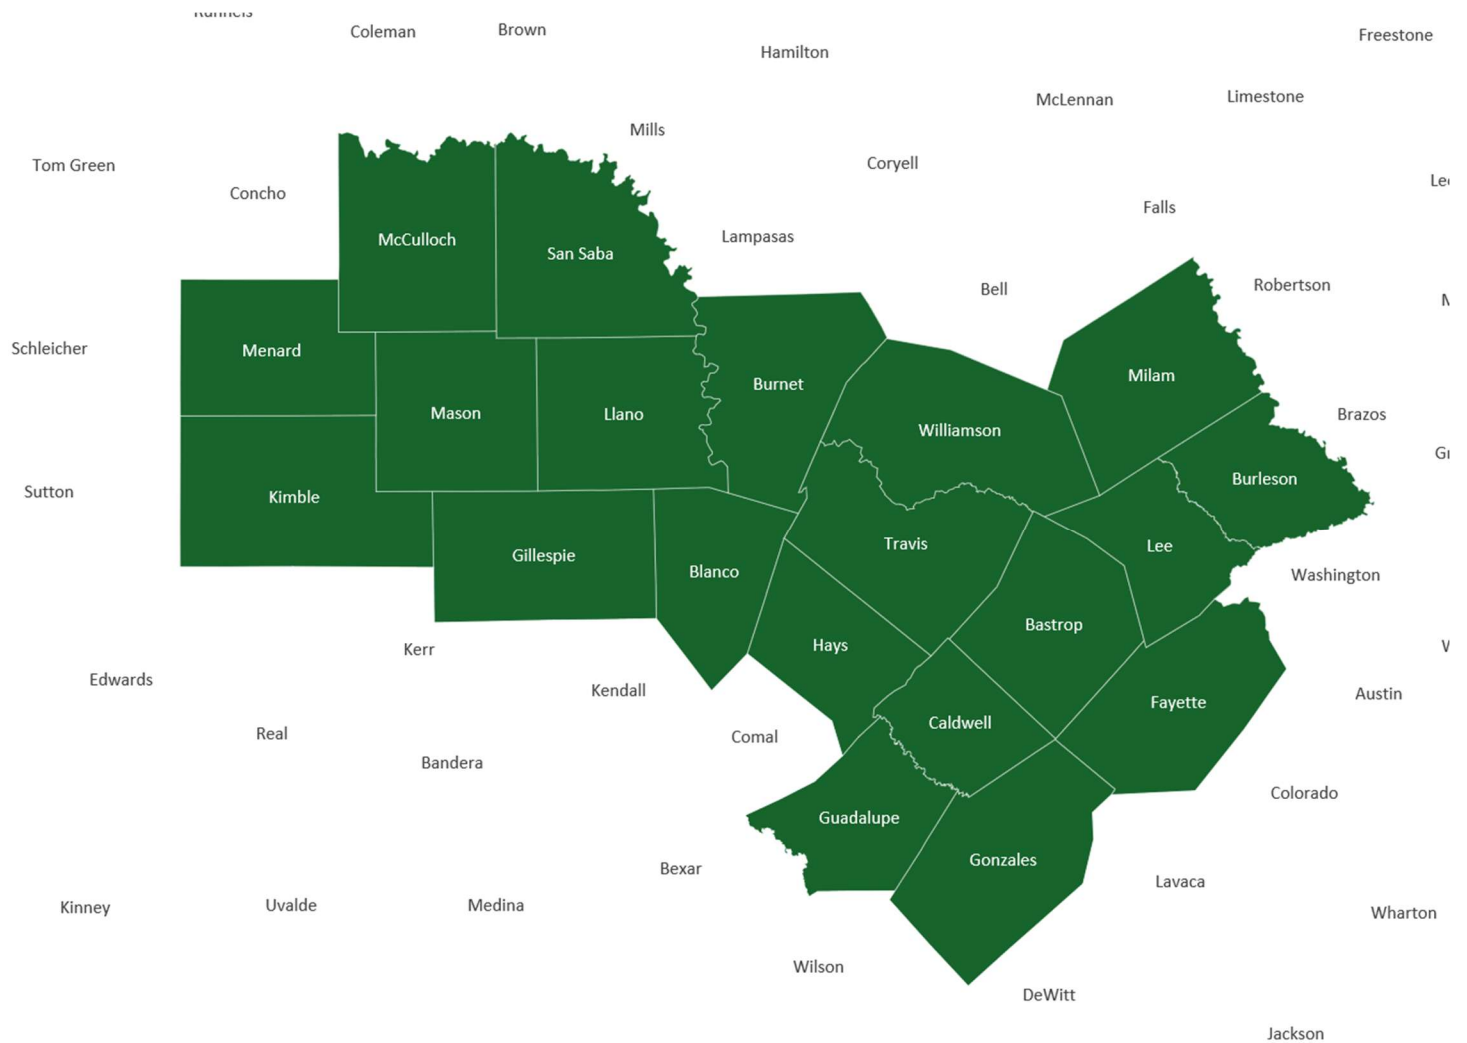 Coleman
Brown
Freestone
Hamilton
McLennan
Limestone
Mills
Tom Green
Coryell
Concho
Falls
McCulloch
Lampasas
San Saba
Bell
Robertson
Schleicher
Menard
Milam
Burnet
Mason
Llano
Brazos
Williamson
Sutton
Kimble
Burleson
Gillespie
Travis
Lee
Blanco
Washington
Bastrop
Kerr
Hays
Edwards
Kendall
Austin
Fayette
Real
Comal
Caldwell
Bandera
Colorado
Guadalupe
Gonzales
Bexar
Lavaca
Kinney
Uvalde
Medina
Wharton
Wilson
DeWitt
Jackson